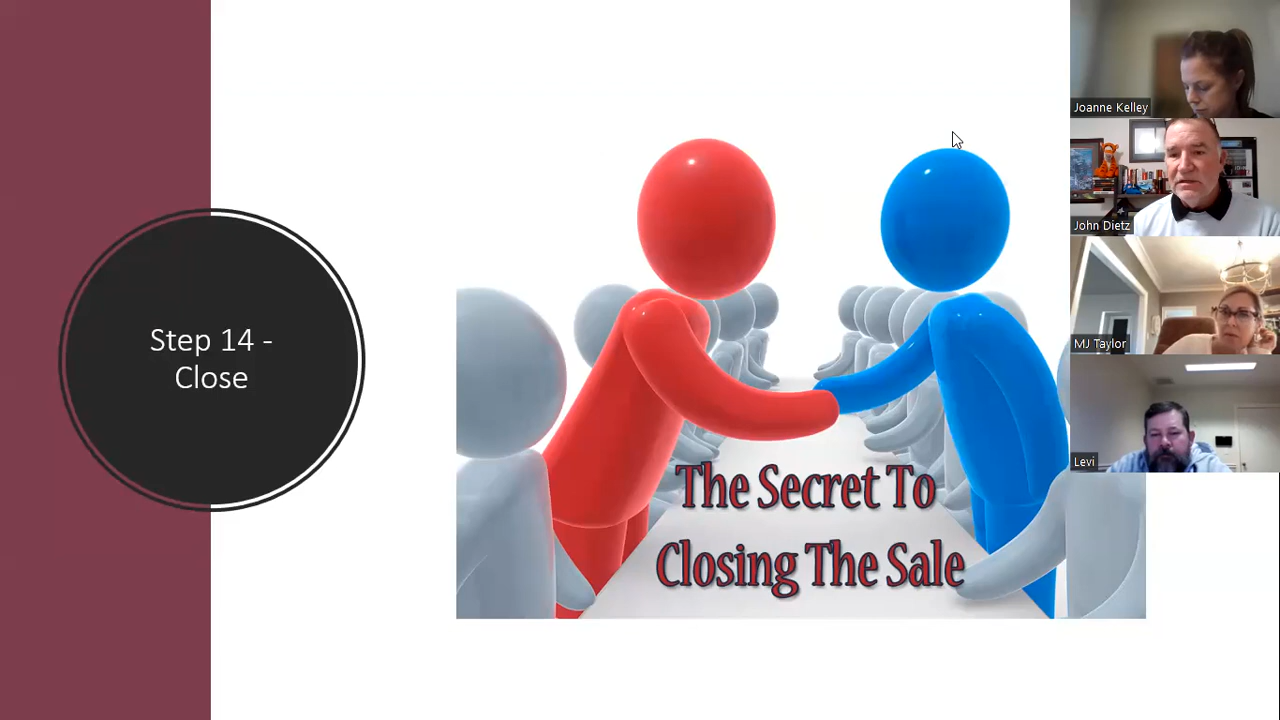 Step 14 -
Close
The Secret To
Closing The Sale
Joanne Kelley
John Dietz
MJ Taylor
Levi